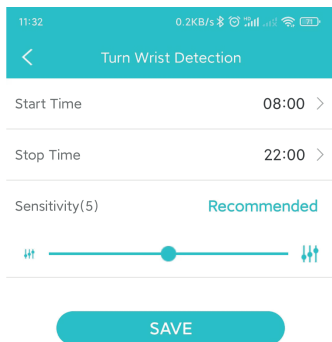 11:32 0.2KB/s
Turn Wrist Detection
Start Time 08:00
Stop Time 22:00
Sensitivity(5) Recommended
SAVE